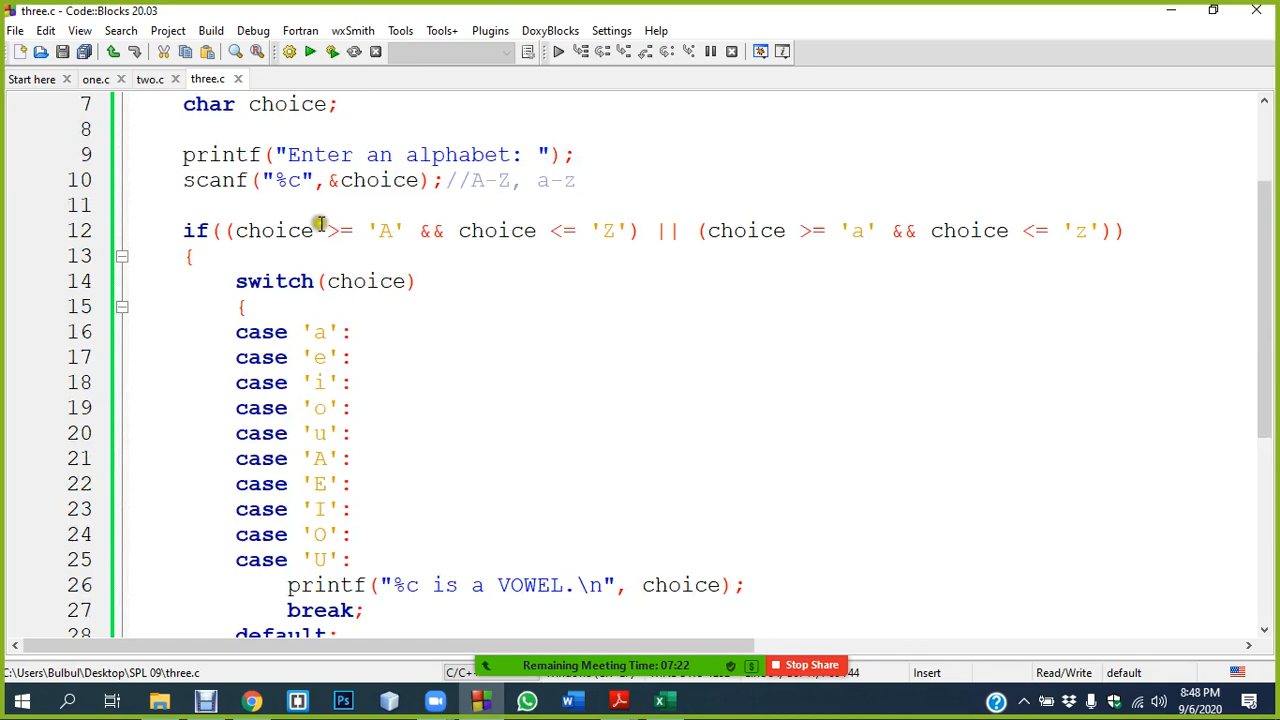 three.c - Code::Blocks 20.03
File Edit View Search Project Build Debug Fortran wxSmith Tools Tools+ Plugins DoxyBlocks Settings Help
Start here one.c two.c three.c
7 char choice;
8
9 printf("Enter an alphabet: ");
10 scanf("%c",&choice);//A-Z, a-z
11
12 if((choice >= 'A' && choice <= 'Z') || (choice >= 'a' && choice <= 'z'))
13 {
14 switch(choice)
15 {
16 case 'a':
17 case 'e':
18 case 'i':
19 case 'o':
20 case 'u':
21 case 'A':
22 case 'E':
23 case 'I':
24 case 'O':
25 case 'U':
26 printf("%c is a VOWEL.\n", choice);
27 break;
28 default:
Remaining Meeting Time: 07:22 Stop Share
C:\Users\Bulbul\Desktop\SPL 09\three.c C/C++ Insert Read/Write default
8:48 PM
9/6/2020